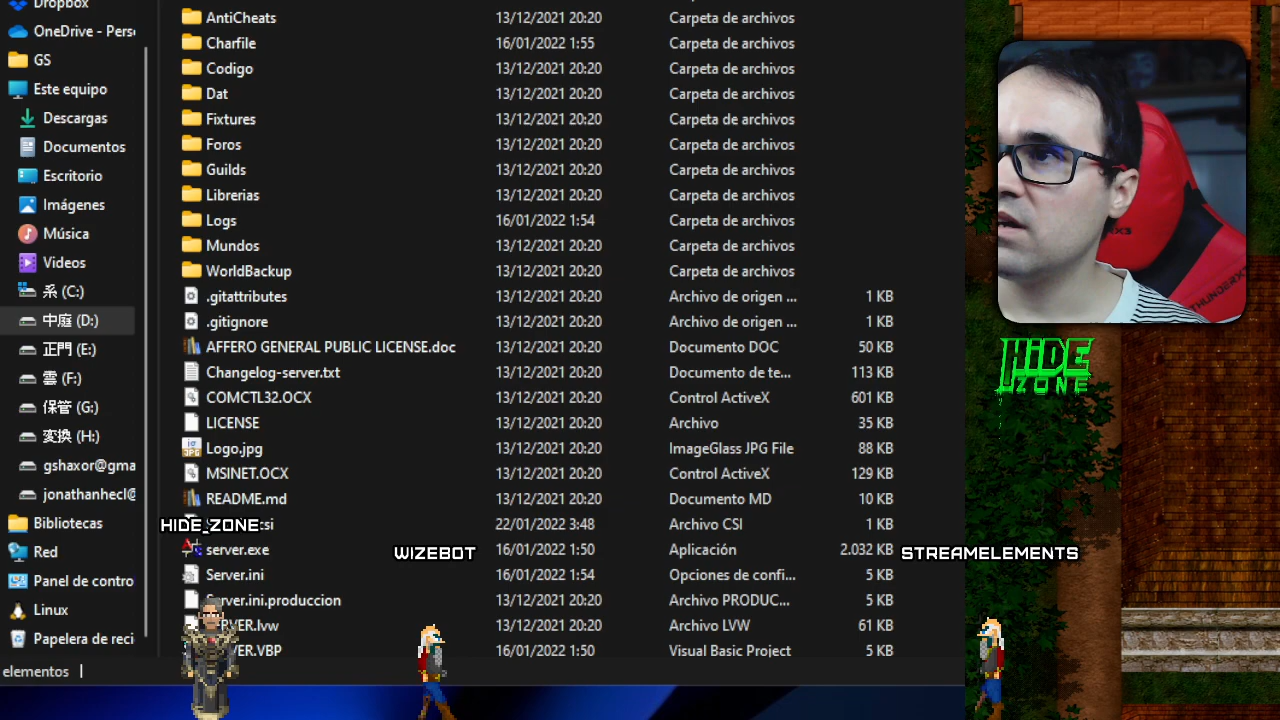 Dropbox
OneDrive - Perso
GS
Este equipo
Descargas
Documentos
Escritorio
Imágenes
Música
Videos
系 (C:)
中庭 (D:)
正門 (E:)
雲 (F:)
保管 (G:)
変換 (H:)
gshaxor@gma
jonathanhecl@
Bibliotecas
Red
Panel de contro
Linux
Papelera de reci
elementos
AntiCheats 13/12/2021 20:20 Carpeta de archivos
Charfile 16/01/2022 1:55 Carpeta de archivos
Codigo 13/12/2021 20:20 Carpeta de archivos
Dat 13/12/2021 20:20 Carpeta de archivos
Fixtures 13/12/2021 20:20 Carpeta de archivos
Foros 13/12/2021 20:20 Carpeta de archivos
Guilds 13/12/2021 20:20 Carpeta de archivos
Librerias 13/12/2021 20:20 Carpeta de archivos
Logs 16/01/2022 1:54 Carpeta de archivos
Mundos 13/12/2021 20:20 Carpeta de archivos
WorldBackup 13/12/2021 20:20 Carpeta de archivos
.gitattributes 13/12/2021 20:20 Archivo de origen ... 1 KB
.gitignore 13/12/2021 20:20 Archivo de origen ... 1 KB
AFFERO GENERAL PUBLIC LICENSE.doc 13/12/2021 20:20 Documento DOC 50 KB
Changelog-server.txt 13/12/2021 20:20 Documento de te... 113 KB
COMCTL32.OCX 13/12/2021 20:20 Control ActiveX 601 KB
LICENSE 13/12/2021 20:20 Archivo 35 KB
Logo.jpg 13/12/2021 20:20 ImageGlass JPG File 88 KB
MSINET.OCX 13/12/2021 20:20 Control ActiveX 129 KB
README.md 13/12/2021 20:20 Documento MD 10 KB
22/01/2022 3:48 Archivo CSI 1 KB
server.exe 16/01/2022 1:50 Aplicación 2.032 KB
Server.ini 16/01/2022 1:54 Opciones de confi... 5 KB
Server.ini.produccion 13/12/2021 20:20 Archivo PRODUC... 5 KB
VER.lvw 13/12/2021 20:20 Archivo LVW 61 KB
VER.VBP 16/01/2022 1:50 Visual Basic Project 5 KB
HIDE_ZONE
WIZEBOT
STREAMELEMENTS
HiDE
ZONE
THUNDERX3